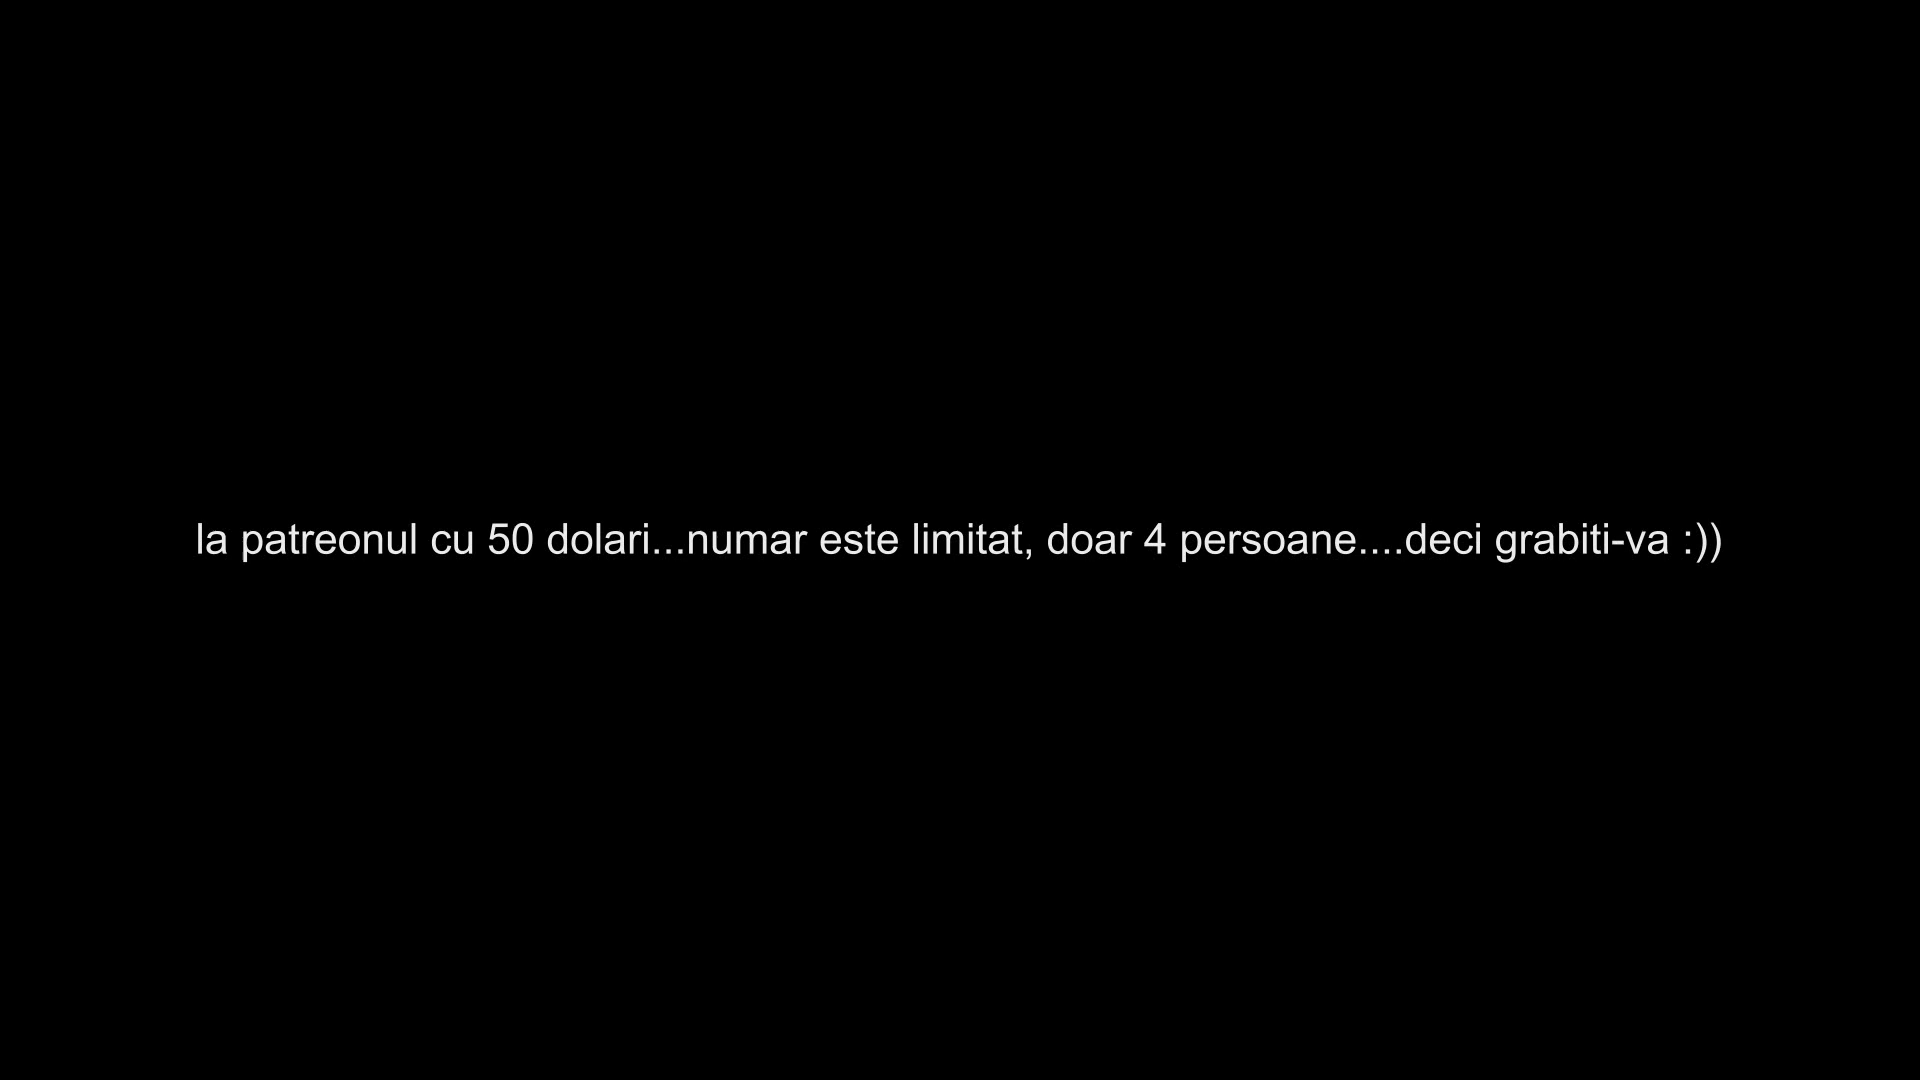 la patreonul cu 50 dolari...numar este limitat, doar 4 persoane....deci grabiti-va :))